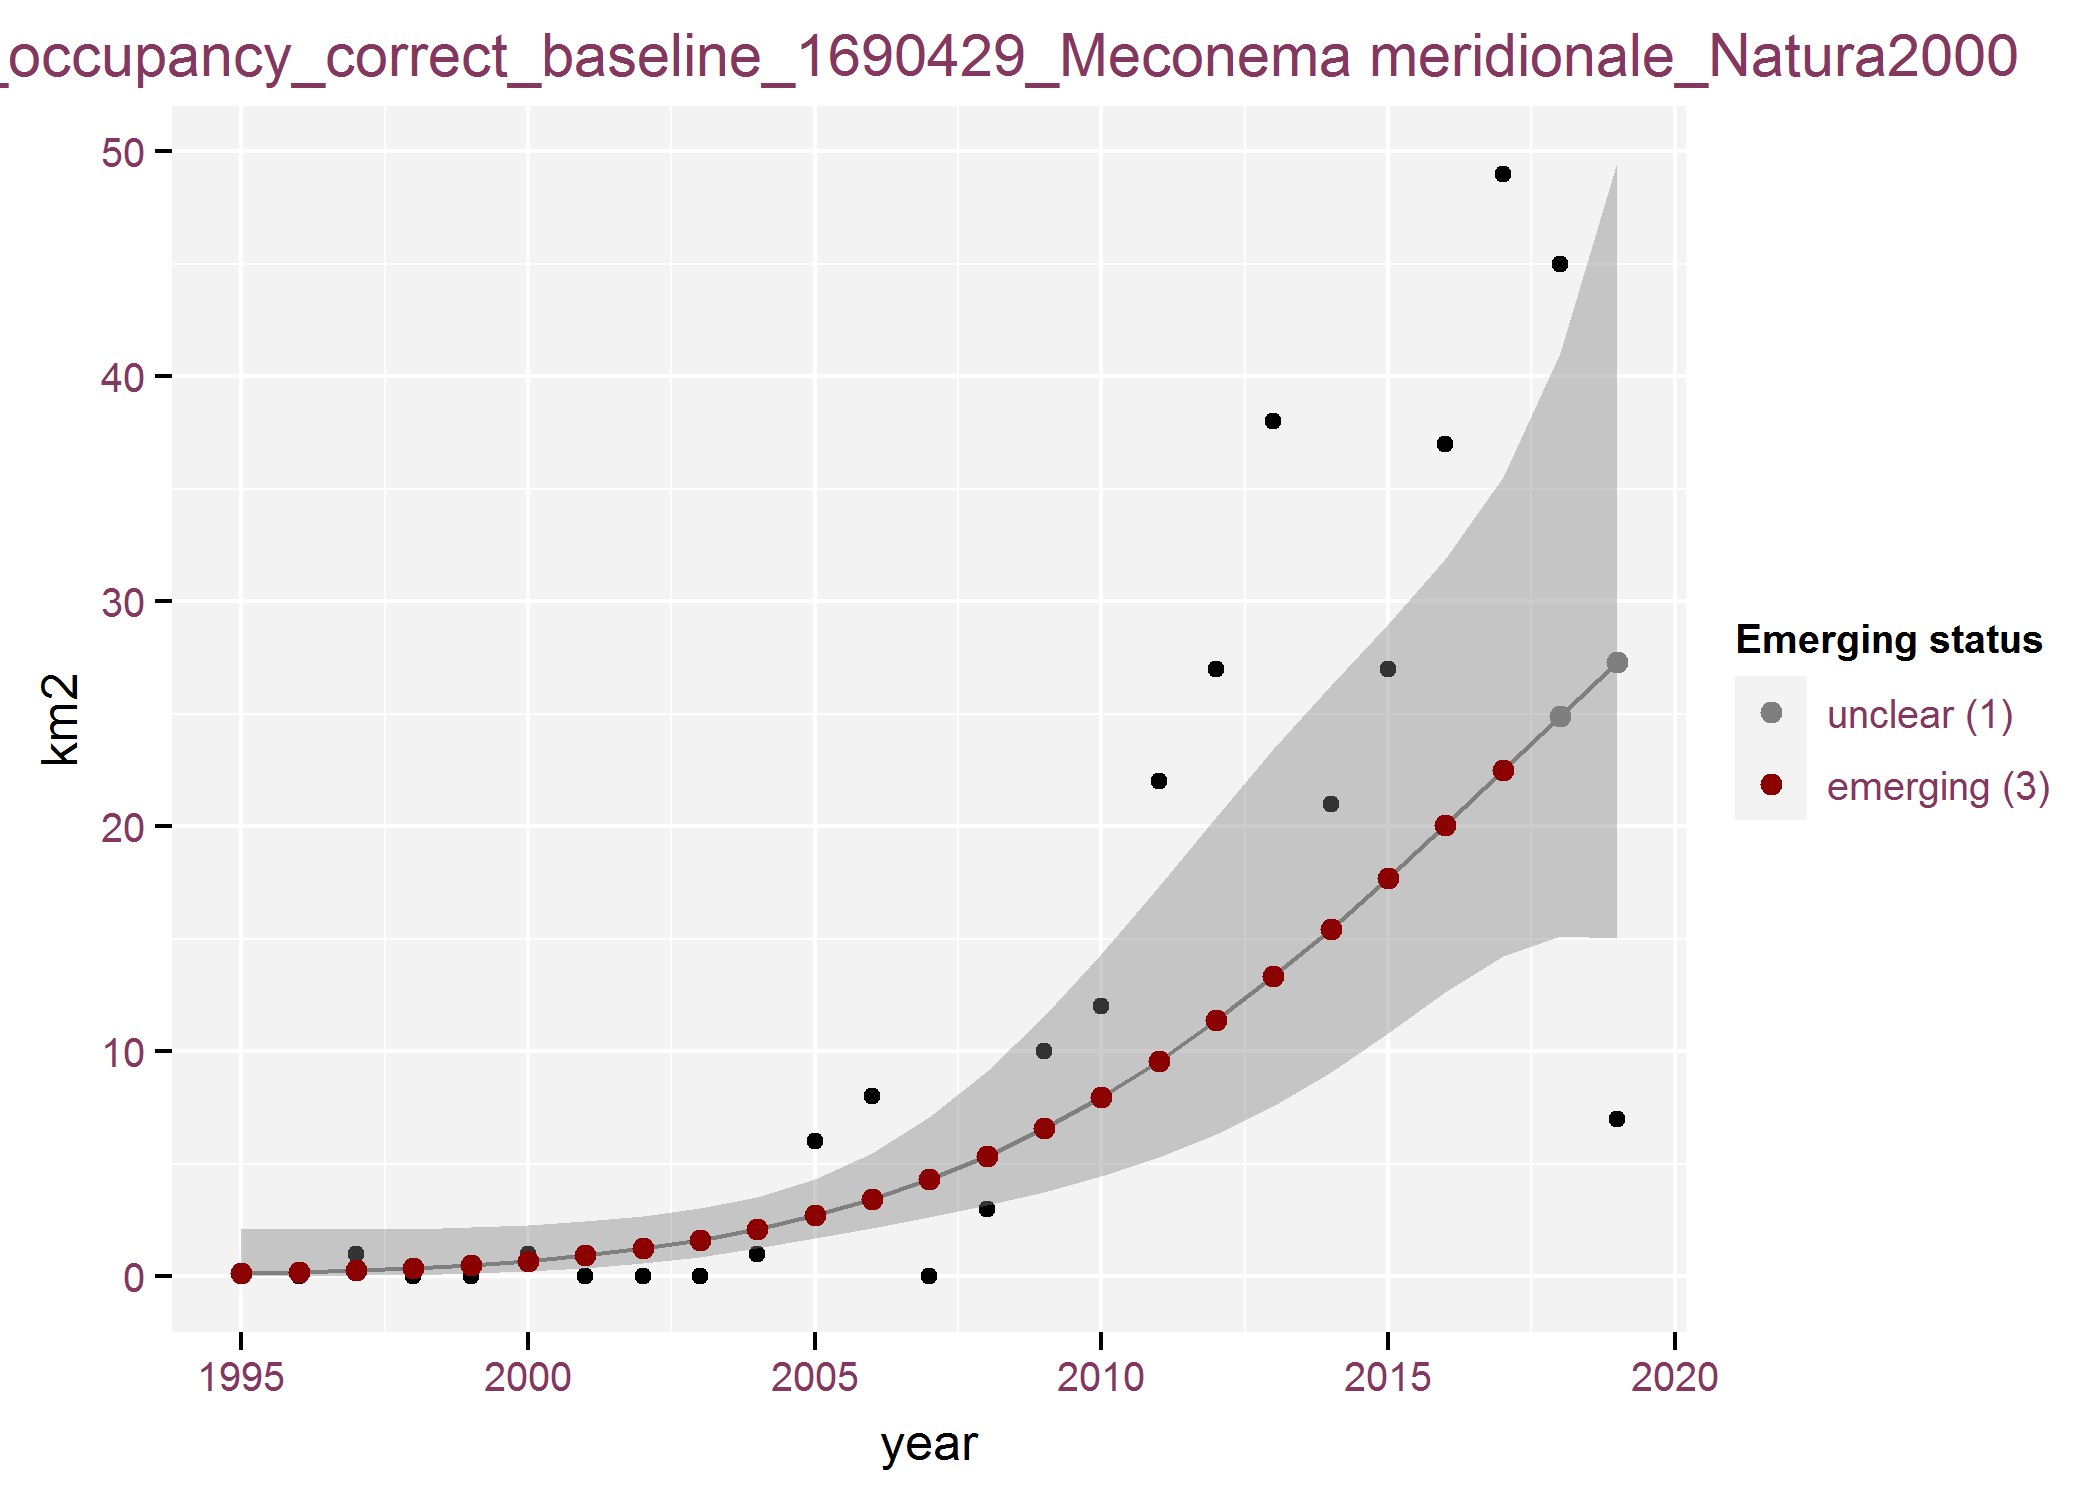 _occupancy_correct_baseline_1690429_Meconema meridionale_Natura2000
50
40
30
20
10
0
km2
1995 2000 2005 2010 2015 2020
year
Emerging status
unclear (1)
emerging (3)